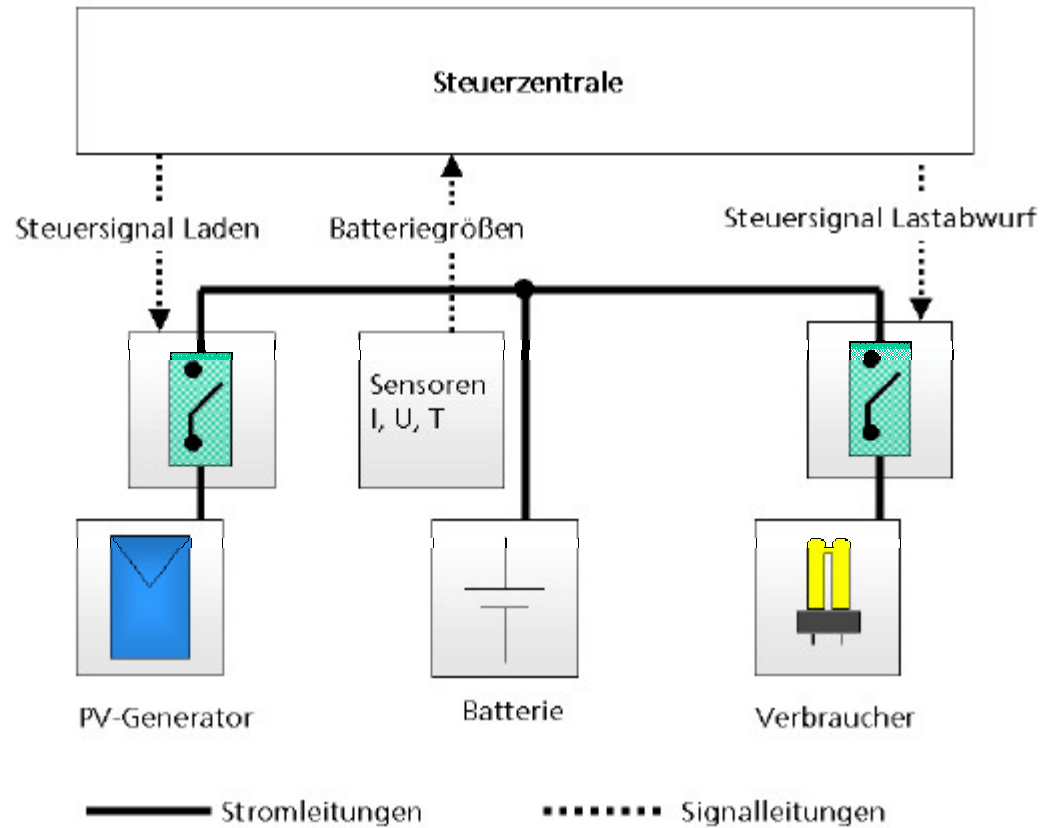 Steuerzentrale
Steuersignal Laden
Batteriegrößen
Steuersignal Lastabwurf
Sensoren
I, U, T
PV-Generator
Batterie
Verbraucher
Stromleitungen
Signalleitungen